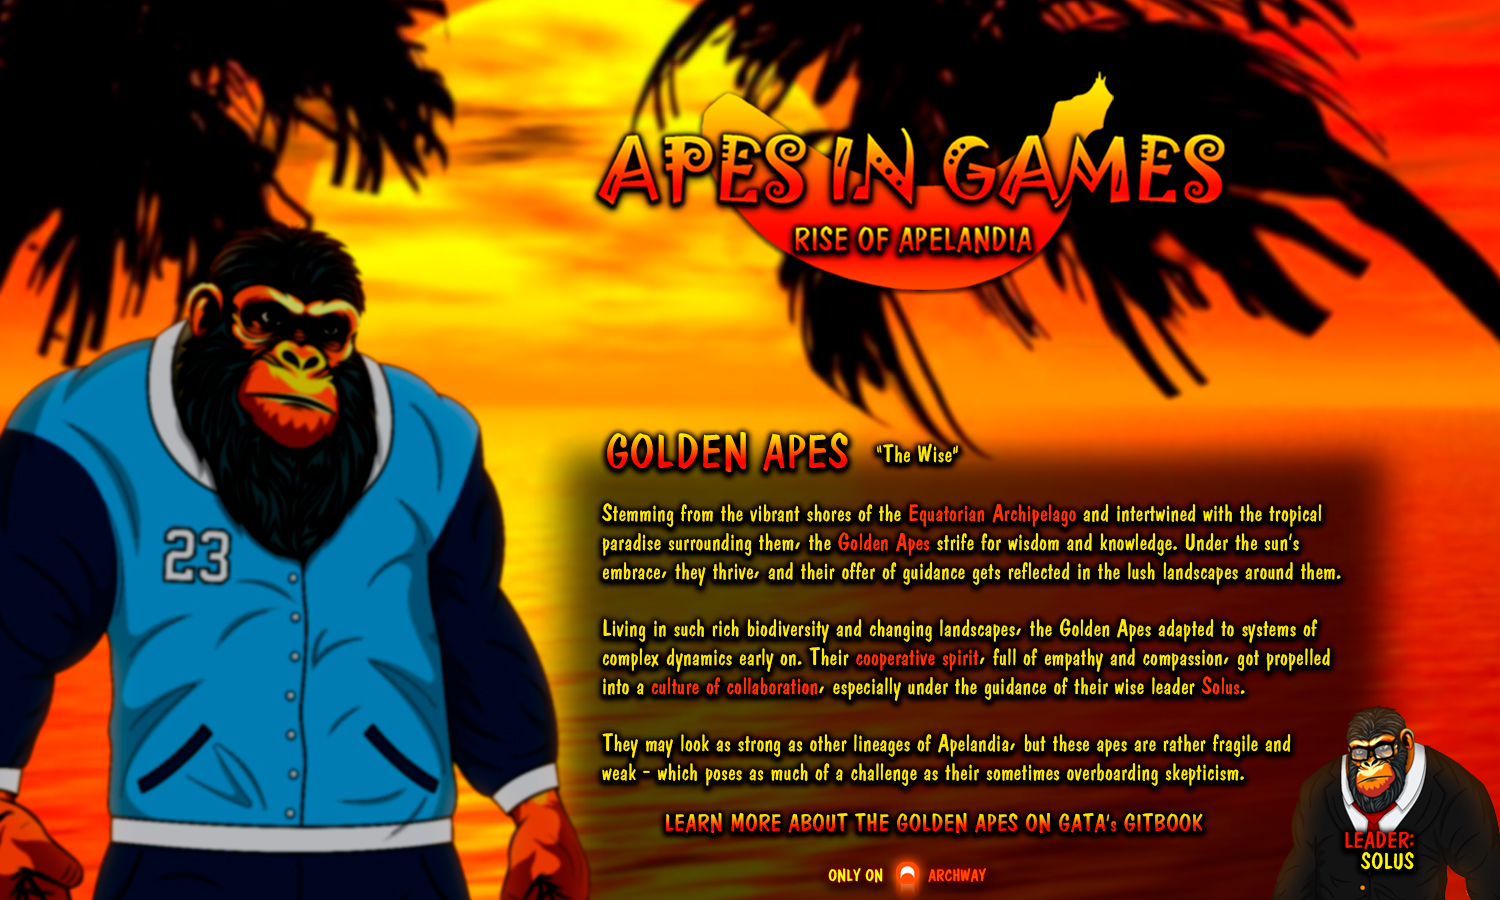 APES IN GAMES
RISE OF APELANDIA
GOLDEN APES "The Wise"
Stemming from the vibrant shores of the Equatorian Archipelago and intertwined with the tropical
paradise surrounding them, the Golden Apes strife for wisdom and knowledge. Under the sun's
embrace, they thrive, and their offer of guidance gets reflected in the lush landscapes around them.
Living in such rich biodiversity and changing landscapes, the Golden Apes adapted to systems of
complex dynamics early on. Their cooperative spirit, full of empathy and compassion, got propelled
into a culture of collaboration, especially under the guidance of their wise leader Solus.
They may look as strong as other lineages of Apelandia, but these apes are rather fragile and
weak - which poses as much of a challenge as their sometimes overboarding skepticism.
LEARN MORE ABOUT THE GOLDEN APES ON GATA's GITBOOK
ONLY ON ARCHWAY
23
LEADER:
SOLUS